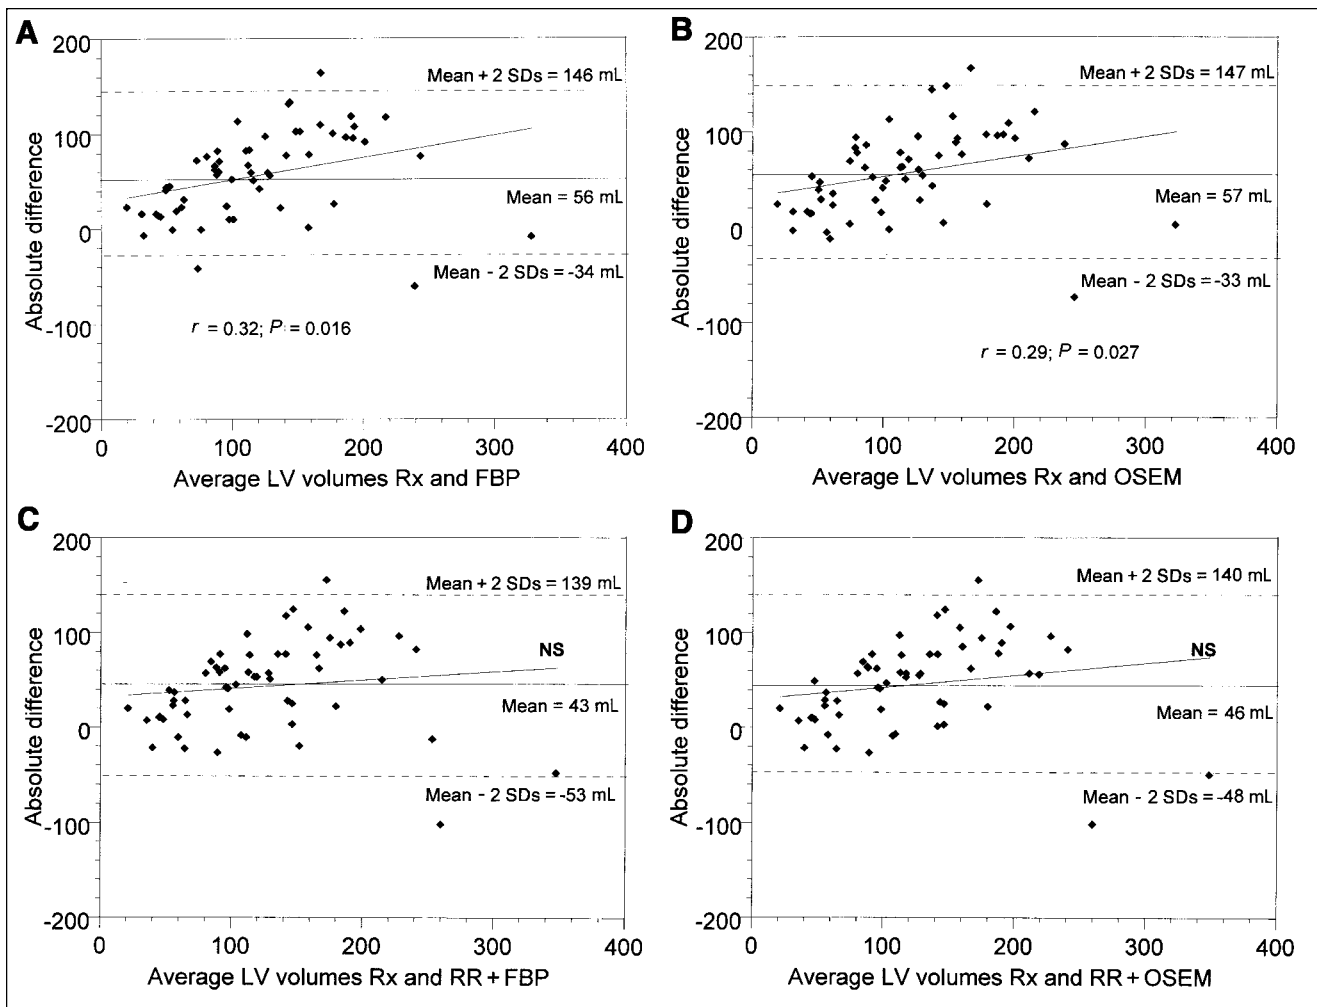 A
200
100
0
-100
-200
Absolute difference
Mean + 2 SDs = 146 mL
Mean = 56 mL
Mean - 2 SDs = -34 mL
r = 0.32; P = 0.016
0 100 200 300 400
Average LV volumes Rx and FBP
B
200
100
0
-100
-200
Absolute difference
Mean + 2 SDs = 147 mL
Mean = 57 mL
Mean - 2 SDs = -33 mL
r = 0.29; P = 0.027
0 100 200 300 400
Average LV volumes Rx and OSEM
C
200
100
0
-100
-200
Absolute difference
Mean + 2 SDs = 139 mL
NS
Mean = 43 mL
Mean - 2 SDs = -53 mL
0 100 200 300 400
Average LV volumes Rx and RR + FBP
D
200
100
0
-100
-200
Absolute difference
Mean + 2 SDs = 140 mL
NS
Mean = 46 mL
Mean - 2 SDs = -48 mL
0 100 200 300 400
Average LV volumes Rx and RR + OSEM